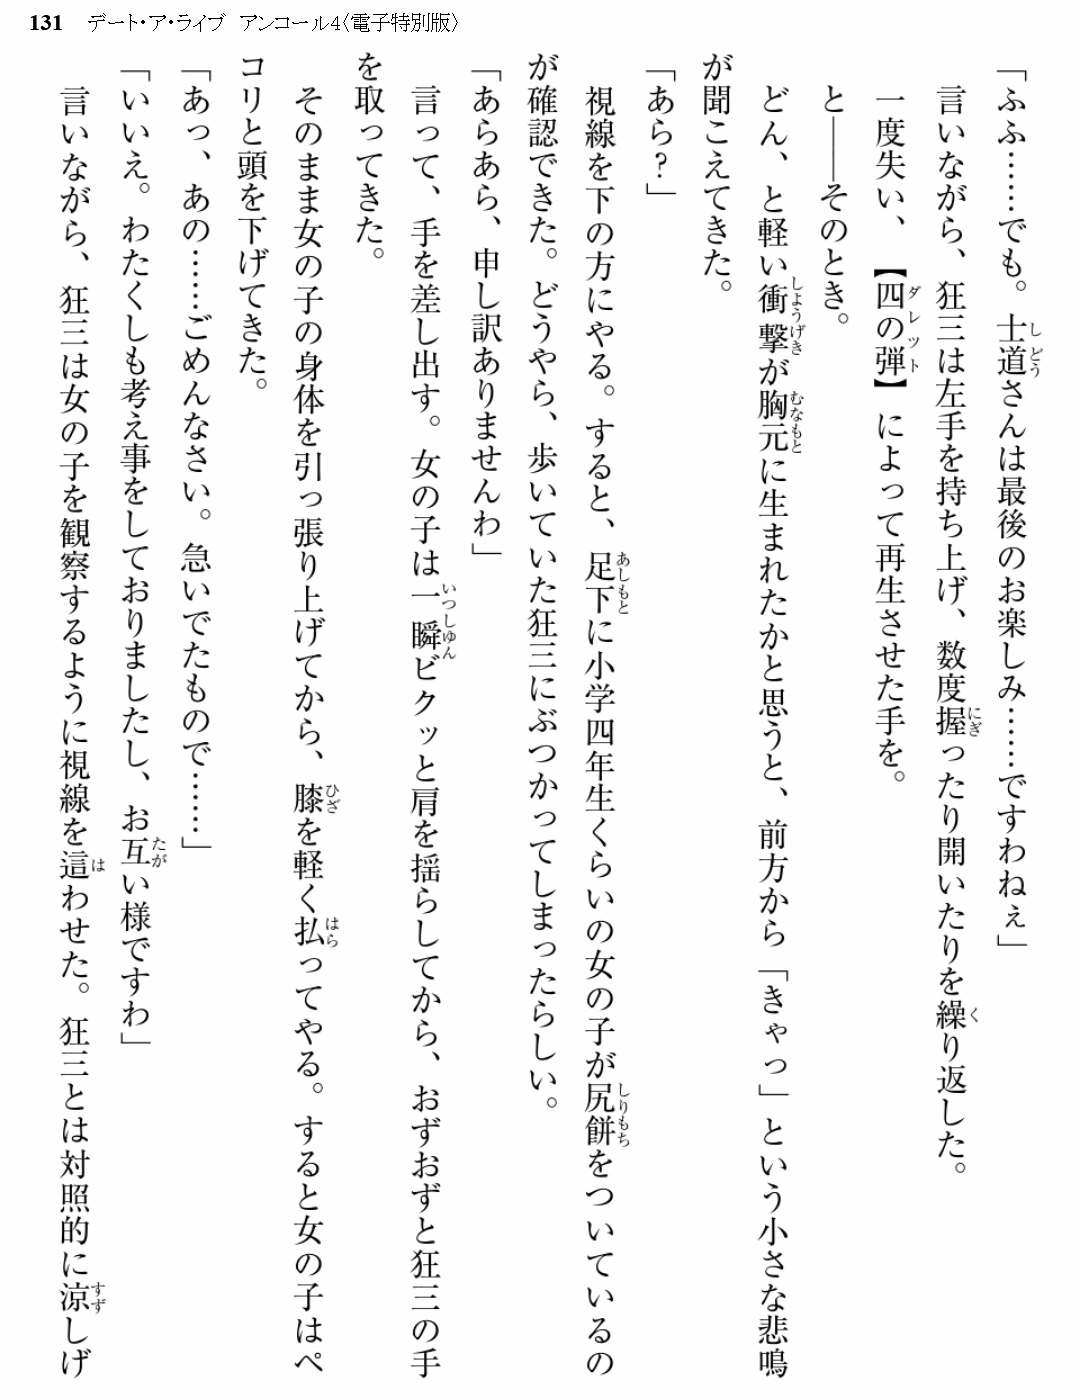 131 デート・ア・ライブ アンコール4〈電子特別版〉
「ふふ……でも。士道さんは最後のお楽しみ……ですわねぇ」
言いながら、狂三は左手を持ち上げ、数度握ったり開いたりを繰り返した。
一度失い、【四の弾】によって再生させた手を。
と――そのとき。
どん、と軽い衝撃が胸元に生まれたかと思うと、前方から「きゃっ」という小さな悲鳴
が聞こえてきた。
「あら?」
視線を下の方にやる。すると、足下に小学四年生くらいの女の子が尻餅をついているの
が確認できた。どうやら、歩いていた狂三にぶつかってしまったらしい。
「あらあら、申し訳ありませんわ」
言って、手を差し出す。女の子は一瞬ビクッと肩を揺らしてから、おずおずと狂三の手
を取ってきた。
そのまま女の子の身体を引っ張り上げてから、膝を軽く払ってやる。すると女の子はペ
コリと頭を下げてきた。
「あっ、あの……ごめんなさい。急いでたもので……」
「いいえ。わたくしも考え事をしておりましたし、お互い様ですわ」
言いながら、狂三は女の子を観察するように視線を這わせた。狂三とは対照的に涼しげ